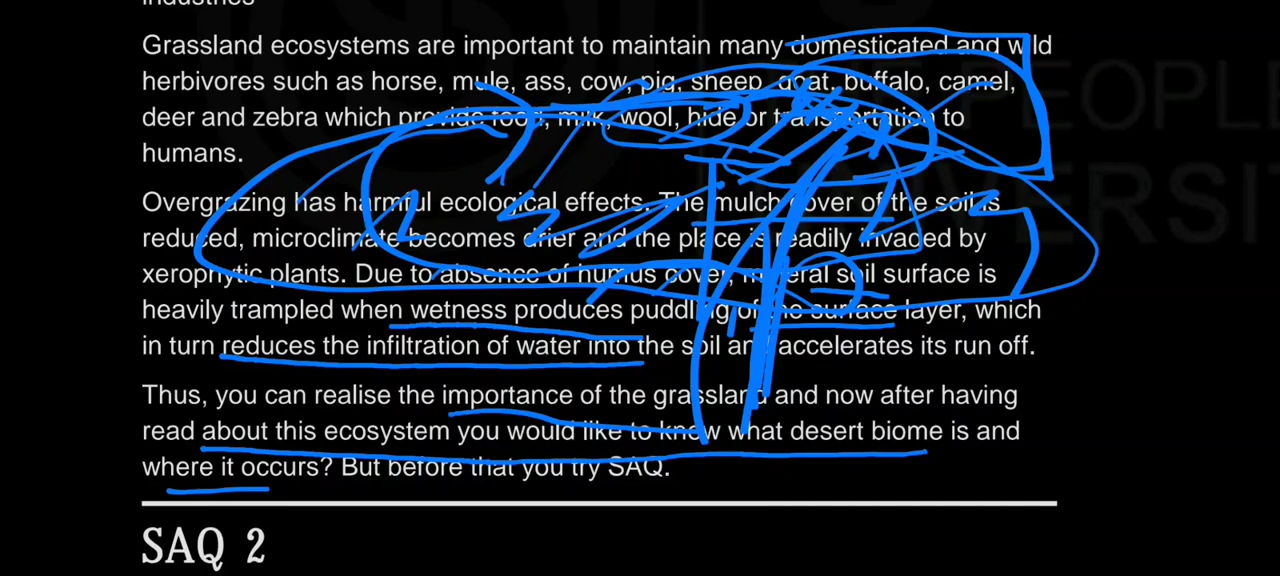 industries
Grassland ecosystems are important to maintain many domesticated and wild
herbivores such as horse, mule, ass, cow, pig, sheep, goat, buffalo, camel,
deer and zebra which provide food, milk, wool, hide or transportation to
humans.
Overgrazing has harmful ecological effects. The mulch cover of the soil is
reduced, microclimate becomes drier and the place is readily invaded by
xerophytic plants. Due to absence of humus cover, mineral soil surface is
heavily trampled when wetness produces puddling of the surface layer, which
in turn reduces the infiltration of water into the soil and accelerates its run off.
Thus, you can realise the importance of the grassland and now after having
read about this ecosystem you would like to know what desert biome is and
where it occurs? But before that you try SAQ.
SAQ 2
PEOPLE